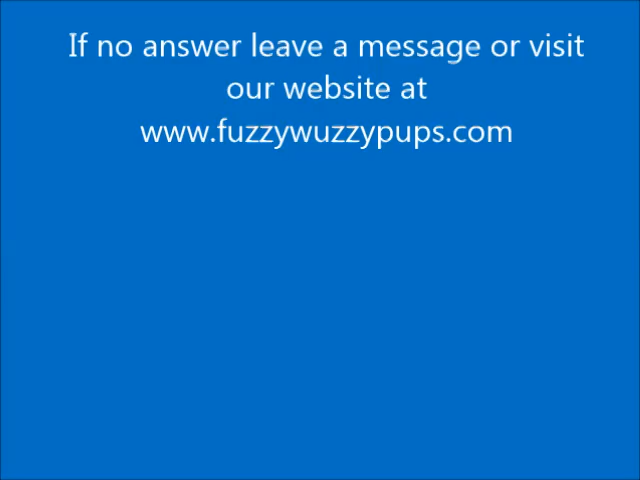 If no answer leave a message or visit
our website at
www.fuzzywuzzypups.com